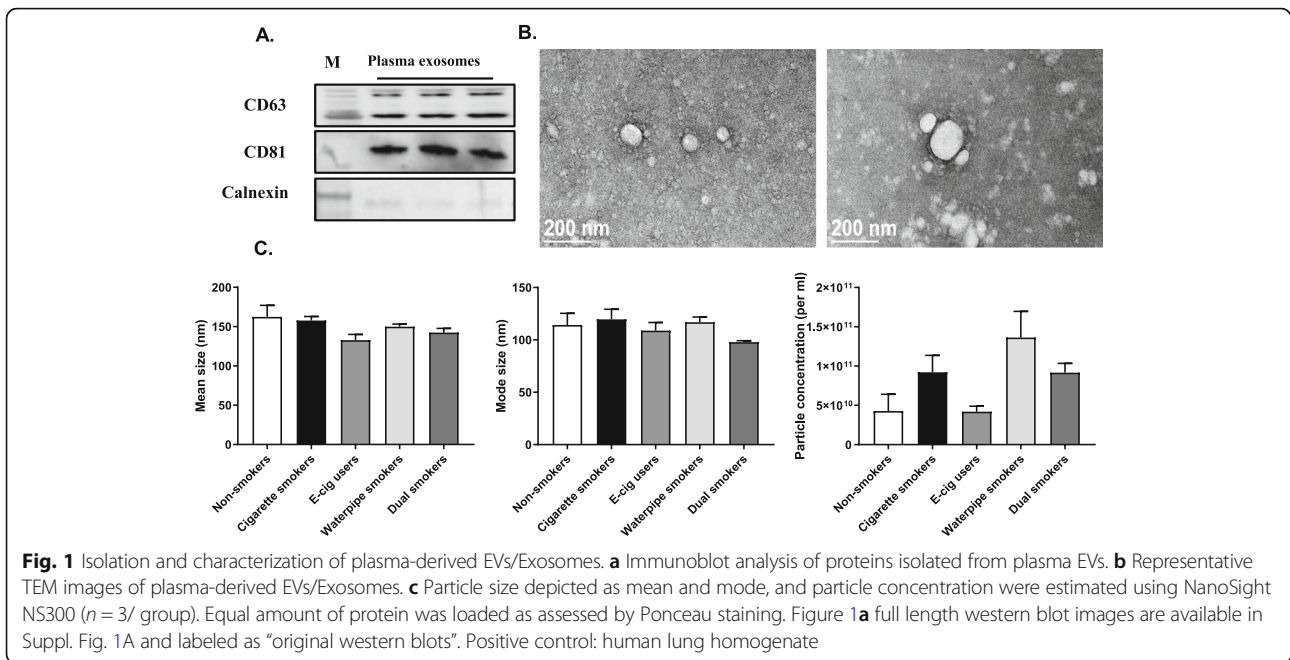 A.
M Plasma exosomes
CD63
CD81
Calnexin
B.
200 nm
200 nm
C.
Mean size (nm)
200
150
100
50
0
Non-smokers
Cigarette smokers
E-cig users
Waterpipe smokers
Dual smokers
Mode size (nm)
150
100
50
0
Non-smokers
Cigarette smokers
E-cig users
Waterpipe smokers
Dual smokers
Particle concentration (per ml)
2×10¹¹
1.5×10¹¹
1×10¹¹
5×10¹⁰
0
Non-smokers
Cigarette smokers
E-cig users
Waterpipe smokers
Dual smokers
Fig. 1 Isolation and characterization of plasma-derived EVs/Exosomes. a Immunoblot analysis of proteins isolated from plasma EVs. b Representative
TEM images of plasma-derived EVs/Exosomes. c Particle size depicted as mean and mode, and particle concentration were estimated using NanoSight
NS300 (n = 3/ group). Equal amount of protein was loaded as assessed by Ponceau staining. Figure 1a full length western blot images are available in
Suppl. Fig. 1A and labeled as “original western blots”. Positive control: human lung homogenate